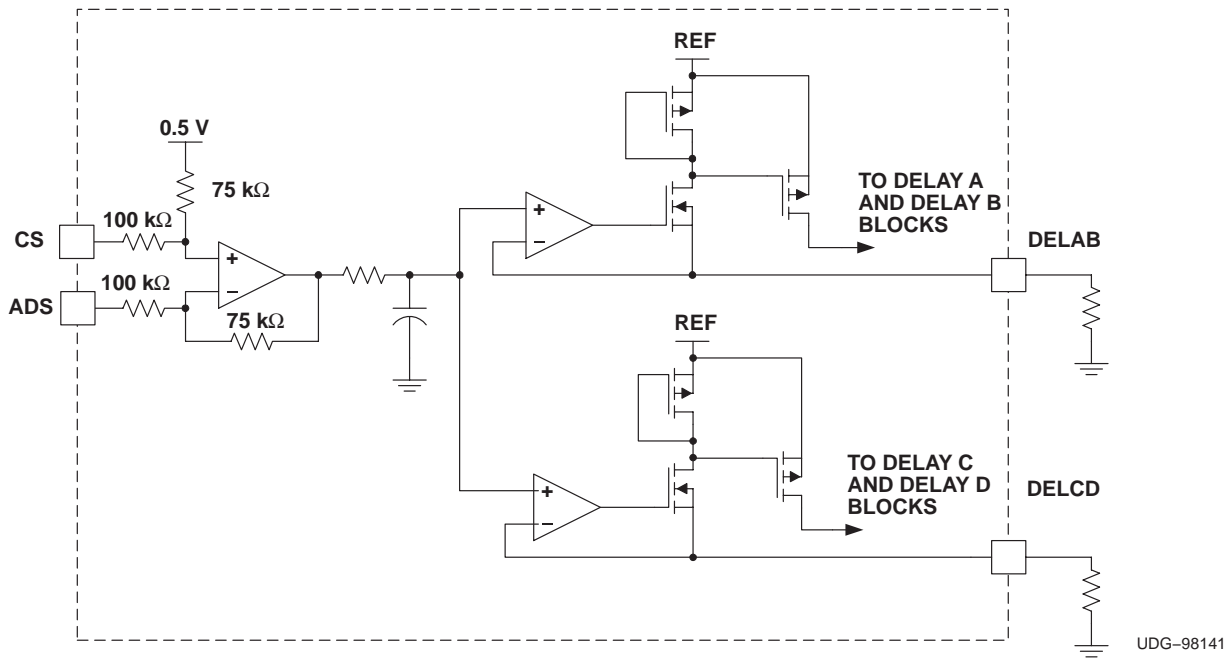 REF
0.5 V
75 kΩ
100 kΩ
CS
+
−
100 kΩ
ADS
75 kΩ
+
−
TO DELAY A
AND DELAY B
BLOCKS
DELAB
REF
+
−
TO DELAY C
AND DELAY D
BLOCKS
DELCD
UDG–98141